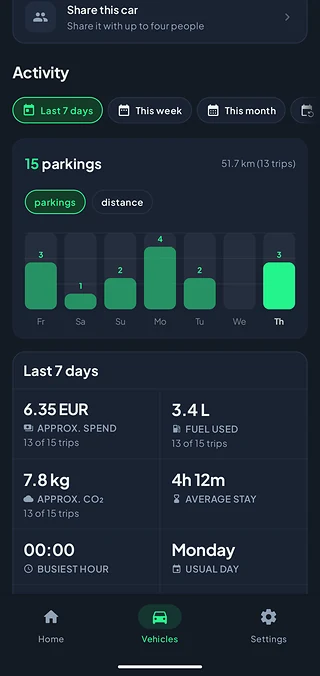 Share this car
Share it with up to four people
Activity
Last 7 days
This week
This month
15 parkings
51.7 km (13 trips)
parkings
distance
3
1
2
4
2
3
Fr
Sa
Su
Mo
Tu
We
Th
Last 7 days
6.35 EUR
APPROX. SPEND
13 of 15 trips
3.4 L
FUEL USED
13 of 15 trips
7.8 kg
APPROX. CO₂
13 of 15 trips
4h 12m
AVERAGE STAY
00:00
BUSIEST HOUR
Monday
USUAL DAY
Home
Vehicles
Settings